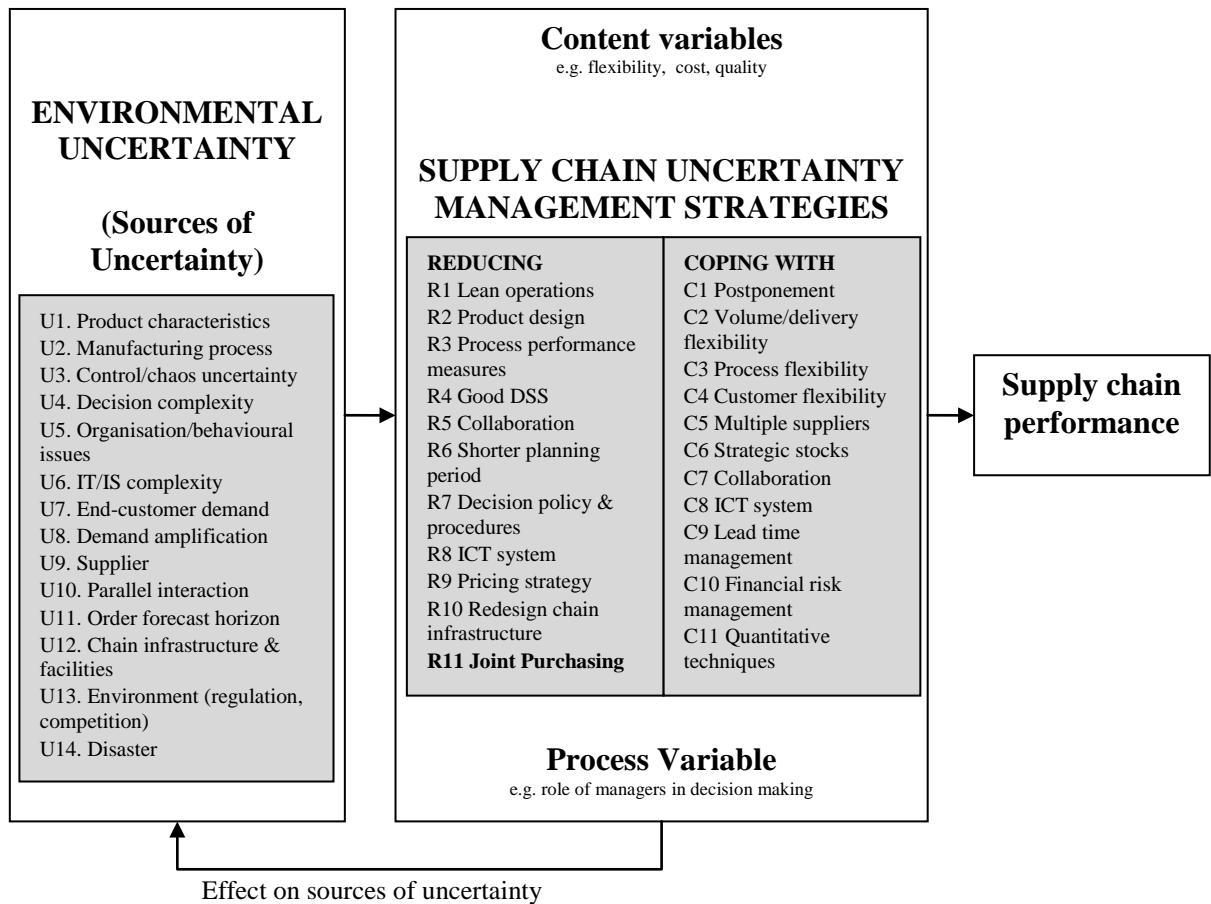 ENVIRONMENTAL
UNCERTAINTY
(Sources of
Uncertainty)
U1. Product characteristics
U2. Manufacturing process
U3. Control/chaos uncertainty
U4. Decision complexity
U5. Organisation/behavioural
issues
U6. IT/IS complexity
U7. End-customer demand
U8. Demand amplification
U9. Supplier
U10. Parallel interaction
U11. Order forecast horizon
U12. Chain infrastructure &
facilities
U13. Environment (regulation,
competition)
U14. Disaster
Content variables
e.g. flexibility, cost, quality
SUPPLY CHAIN UNCERTAINTY
MANAGEMENT STRATEGIES
REDUCING
R1 Lean operations
R2 Product design
R3 Process performance
measures
R4 Good DSS
R5 Collaboration
R6 Shorter planning
period
R7 Decision policy &
procedures
R8 ICT system
R9 Pricing strategy
R10 Redesign chain
infrastructure
R11 Joint Purchasing
COPING WITH
C1 Postponement
C2 Volume/delivery
flexibility
C3 Process flexibility
C4 Customer flexibility
C5 Multiple suppliers
C6 Strategic stocks
C7 Collaboration
C8 ICT system
C9 Lead time
management
C10 Financial risk
management
C11 Quantitative
techniques
Process Variable
e.g. role of managers in decision making
Supply chain
performance
Effect on sources of uncertainty